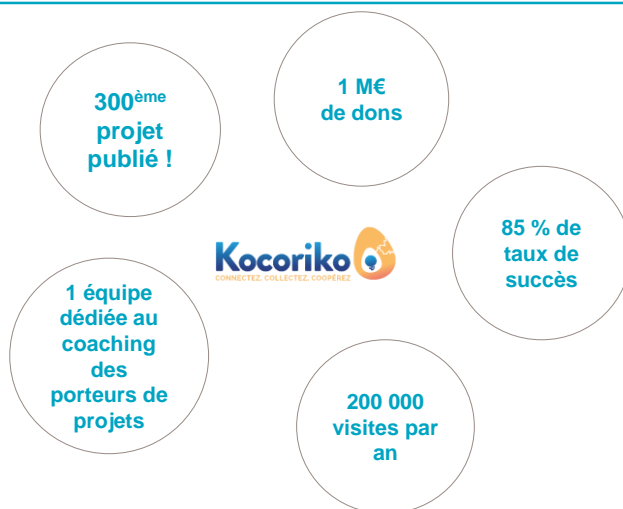 300ème
projet
publié !
1 M€
de dons
85 % de
taux de
succès
Kocoriko
CONNECTEZ, COLLECTEZ, COOPÉREZ
1 équipe
dédiée au
coaching
des
porteurs de
projets
200 000
visites par
an